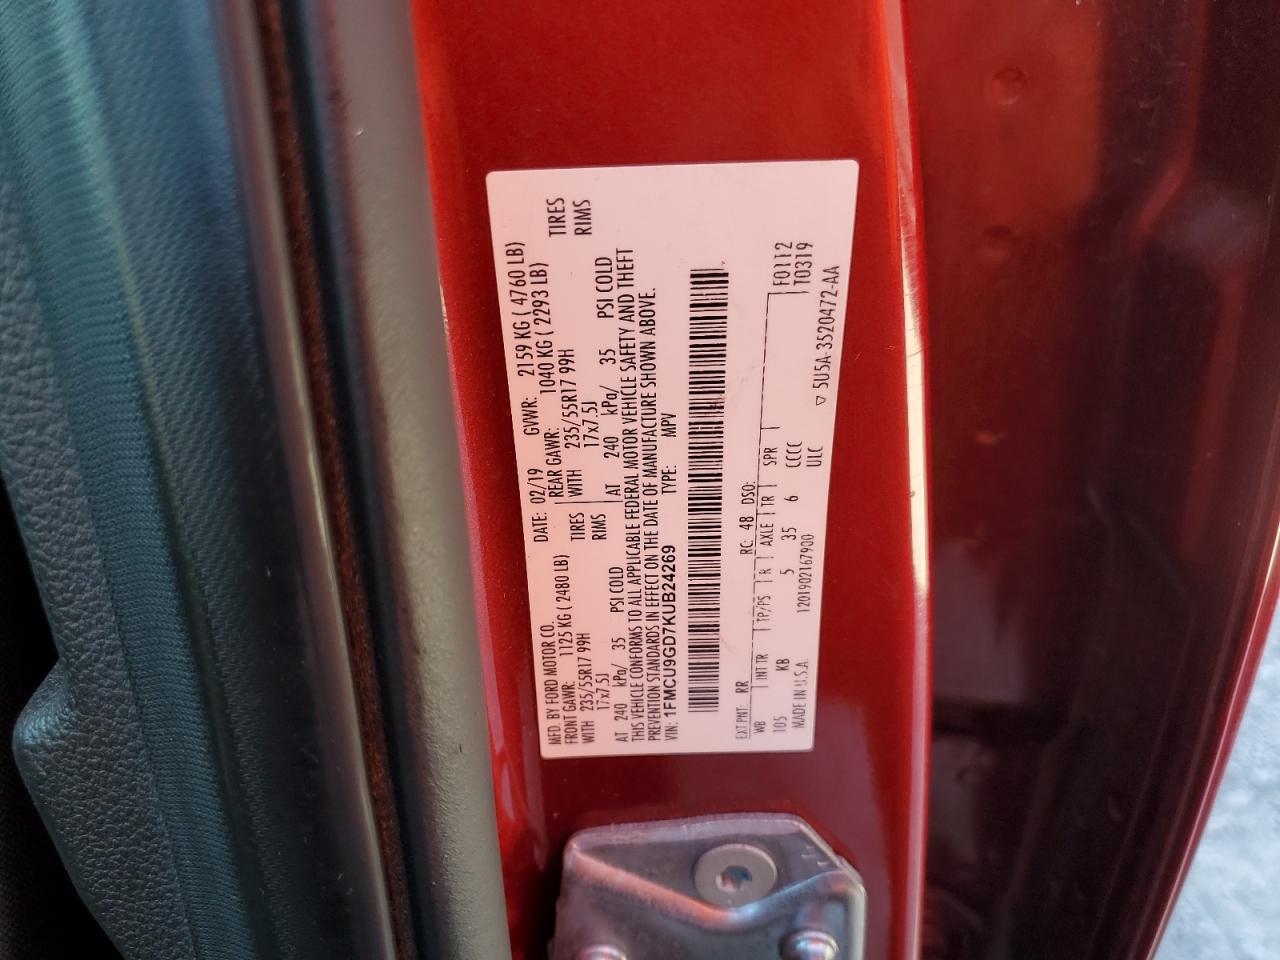 MFD. BY FORD MOTOR CO.
DATE: 02/19
GVWR: 2159 KG ( 4760 LB)
FRONT GAWR: 1125 KG ( 2480 LB)
REAR GAWR: 1040 KG ( 2293 LB)
WITH 235/55R17 99H TIRES
WITH 235/55R17 99H TIRES
17x7.5J RIMS
17x7.5J RIMS
AT 240 kPa/ 35 PSI COLD
AT 240 kPa/ 35 PSI COLD
THIS VEHICLE CONFORMS TO ALL APPLICABLE FEDERAL MOTOR VEHICLE SAFETY AND THEFT
PREVENTION STANDARDS IN EFFECT ON THE DATE OF MANUFACTURE SHOWN ABOVE.
VIN: 1FMCU9GD7KUB24269
TYPE: MPV
EXT PNT: RR RC: 48 DSO: F0112
WB INT TR TP/PS R AXLE TR SPR T0319
105 KB 5 35 6 CCCC
MADE IN U.S.A. 1201902167900 ULC
▽ 5U5A-3520472-AA